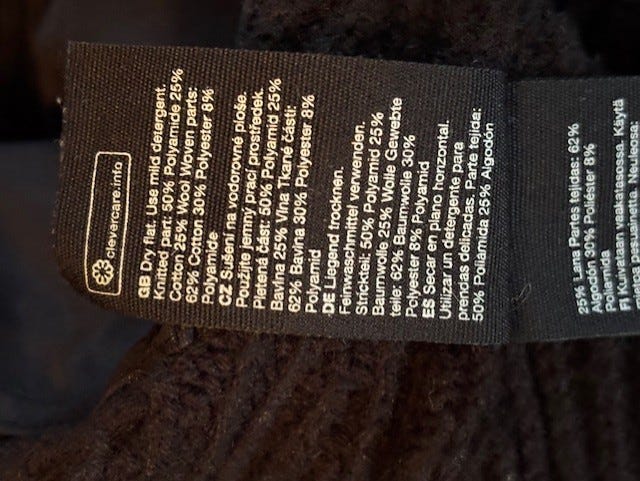 clevercare.info
GB Dry flat. Use mild detergent.
Knitted part: 50% Polyamide 25%
Cotton 25% Wool Woven parts:
62% Cotton 30% Polyester 8%
Polyamide
CZ Sušení na vodorovné ploše.
Použijte jemný prací prostředek.
Pletená část: 50% Polyamid 25%
Bavlna 25% Vlna Tkané části:
62% Bavlna 30% Polyester 8%
Polyamid
DE Liegend trocknen.
Feinwaschmittel verwenden.
Strickteil: 50% Polyamid 25%
Baumwolle 25% Wolle Gewebte
teile: 62% Baumwolle 30%
Polyester 8% Polyamid
ES Secar en plano horizontal.
Utilizar un detergente para
prendas delicadas. Parte tejida:
50% Poliamida 25% Algodón
25% Lana Partes tejidas: 62%
Algodón 30% Poliéster 8%
Poliamida
FI Kuivataan vaakatasossa. Käytä
pesuainetta. Neuleosa: